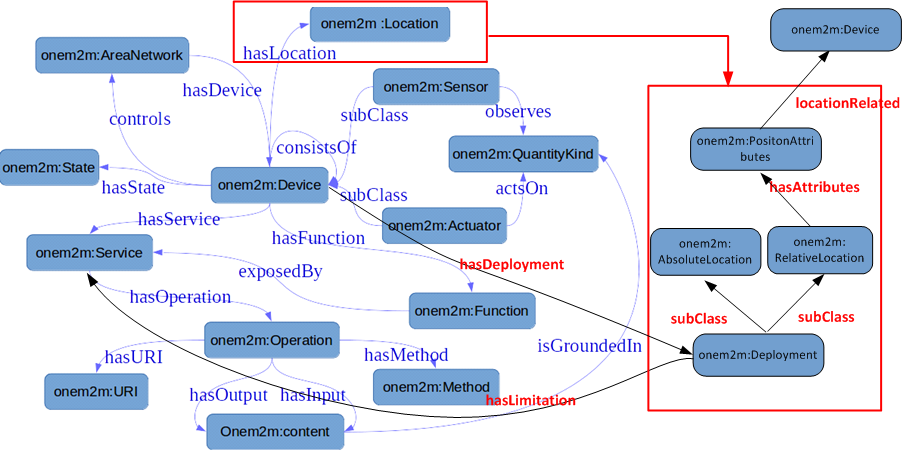 onem2m :Location
onem2m:Device
hasLocation
onem2m:AreaNetwork
hasDevice
onem2m:Sensor
locationRelated
subClass
observes
controls
consistsOf
onem2m:PositonAttri
butes
onem2m:QuantityKind
onem2m:State
hasState
onem2m:Device
subClass
actsOn
hasAttributes
hasService
onem2m:Actuator
hasFunction
onem2m:Service
onem2m:
AbsoluteLocation
onem2m:
RelativeLocation
hasDeployment
exposedBy
hasOperation
onem2m:Function
subClass
subClass
onem2m:Operation
isGroundedIn
hasMethod
onem2m:Deployment
hasURI
onem2m:URI
hasOutput
hasInput
onem2m:Method
hasLimitation
Onem2m:content